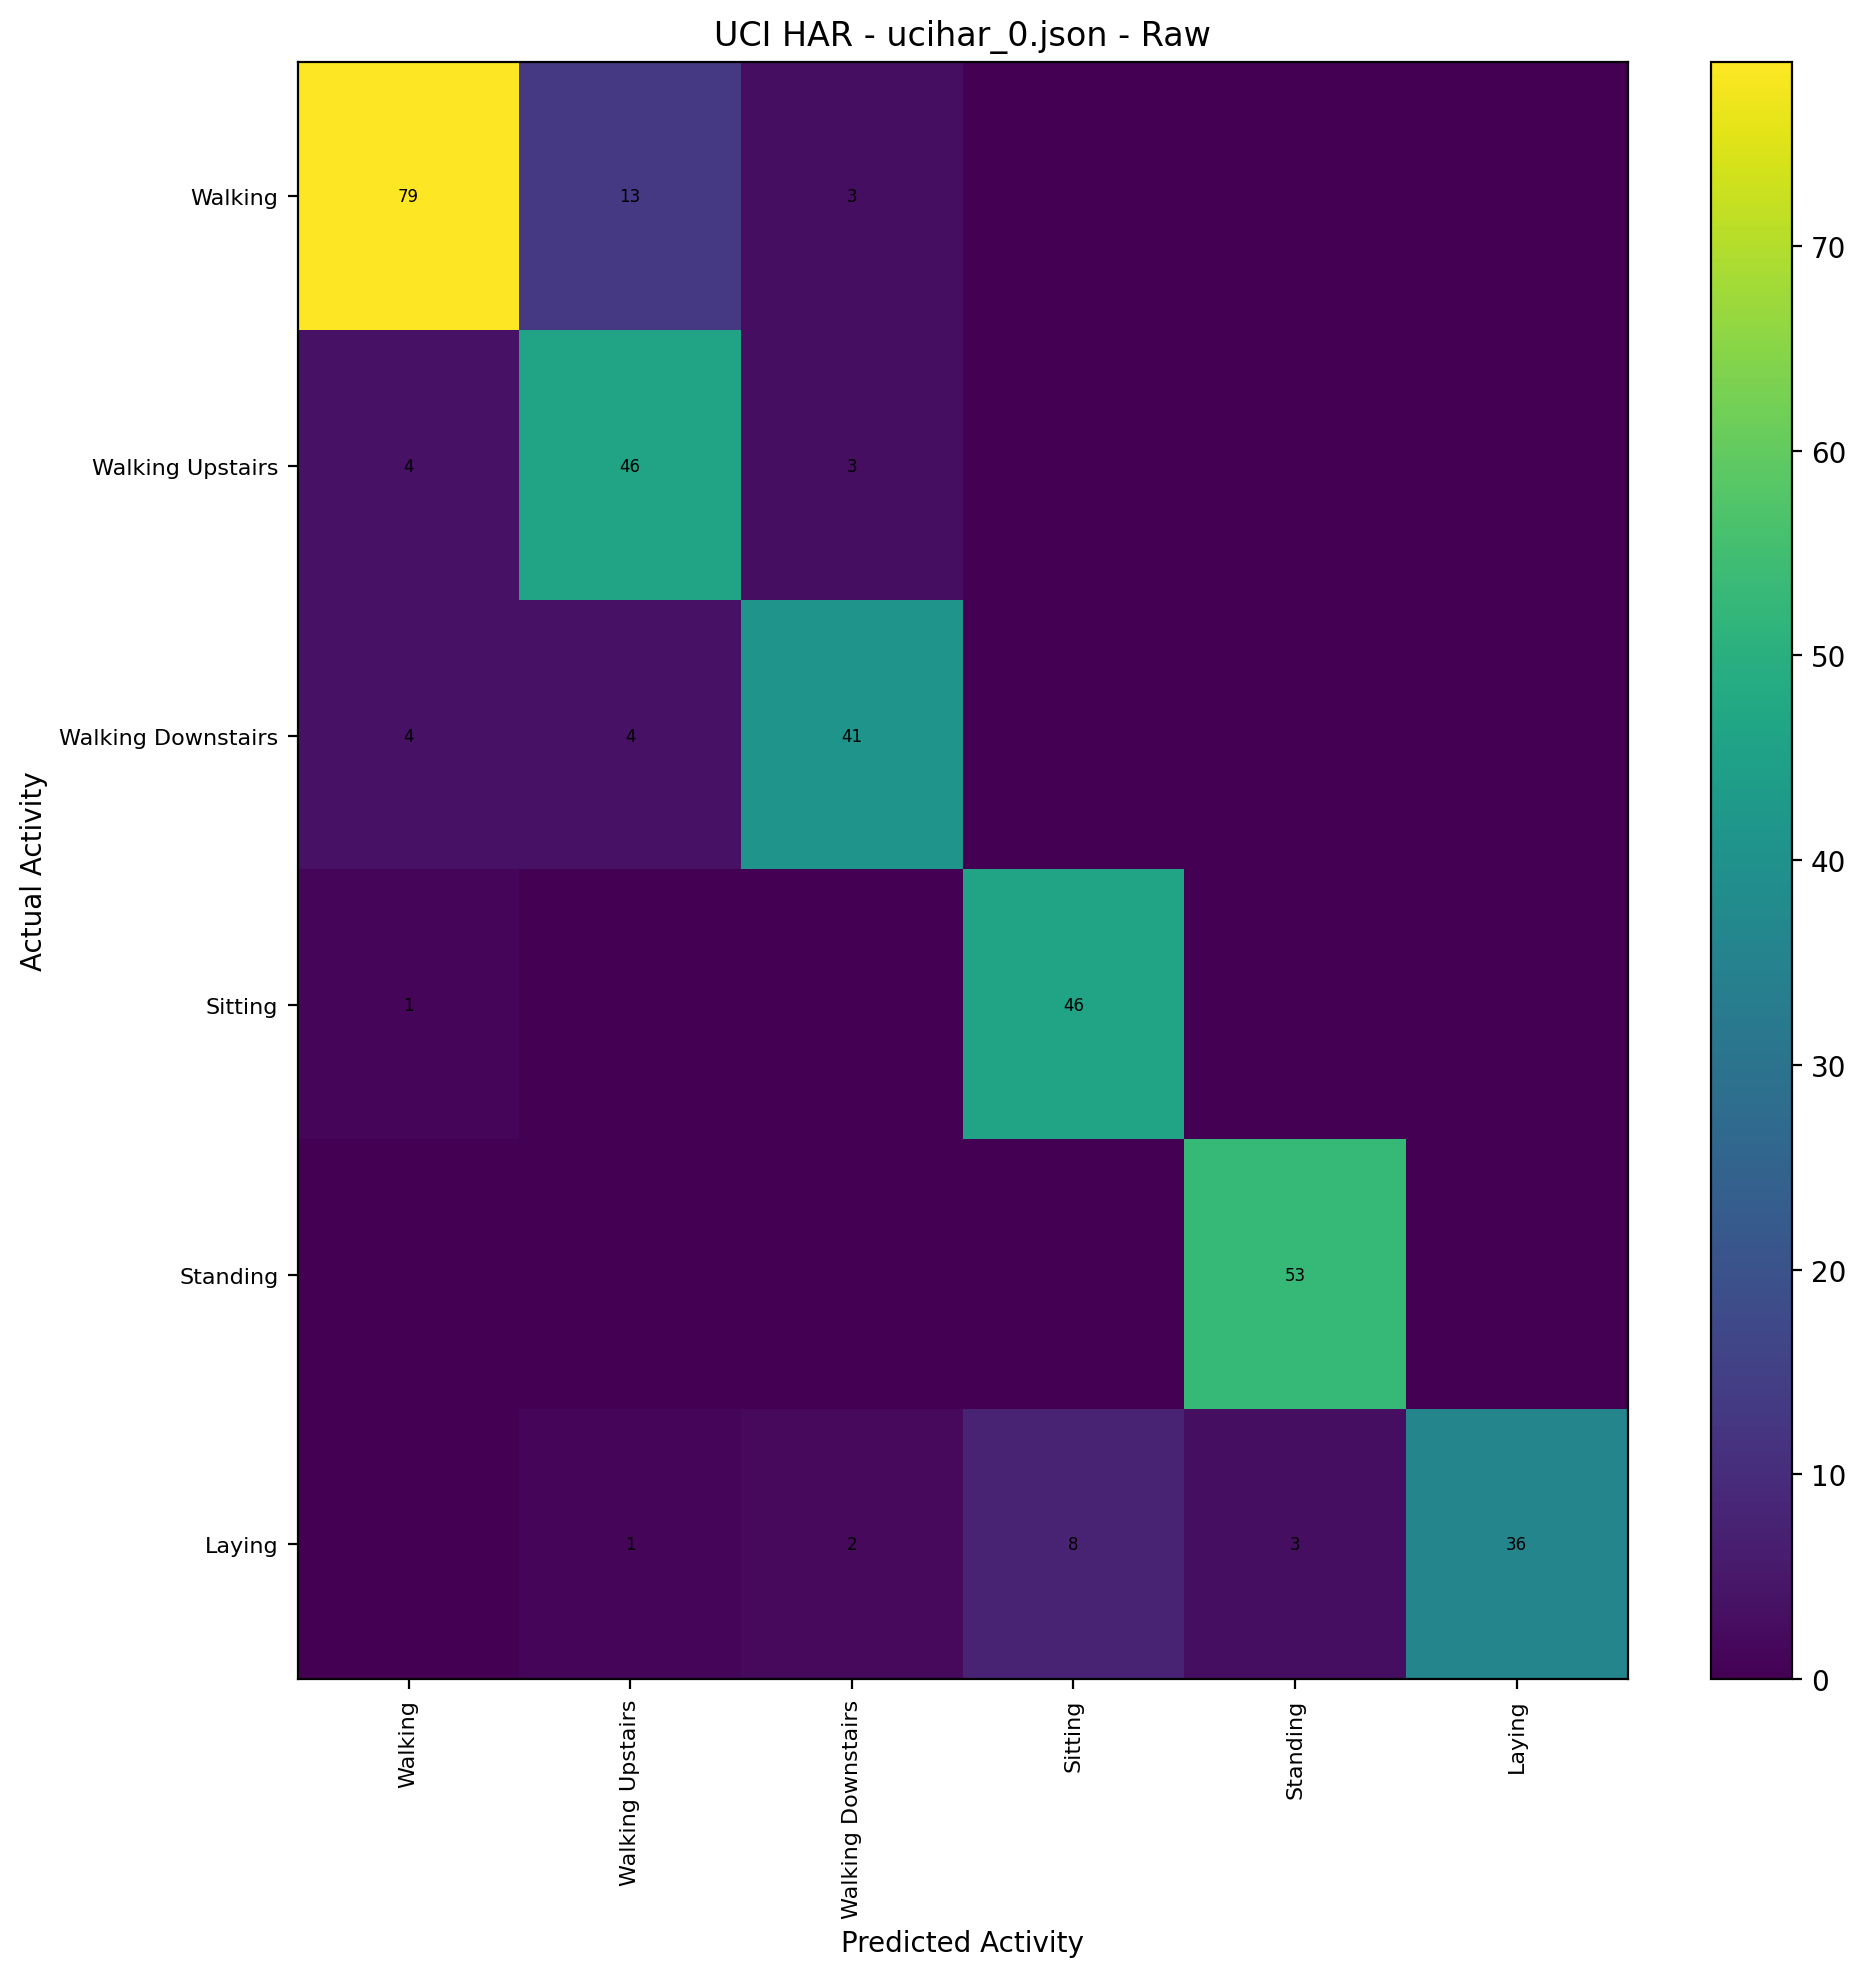 UCI HAR - ucihar_0.json - Raw
Walking 79 13 3
Walking Upstairs 4 46 3
Walking Downstairs 4 4 41
Sitting 1 46
Standing 53
Laying 1 2 8 3 36
Actual Activity
Walking
Walking Upstairs
Walking Downstairs
Sitting
Standing
Laying
Predicted Activity
70
60
50
40
30
20
10
0